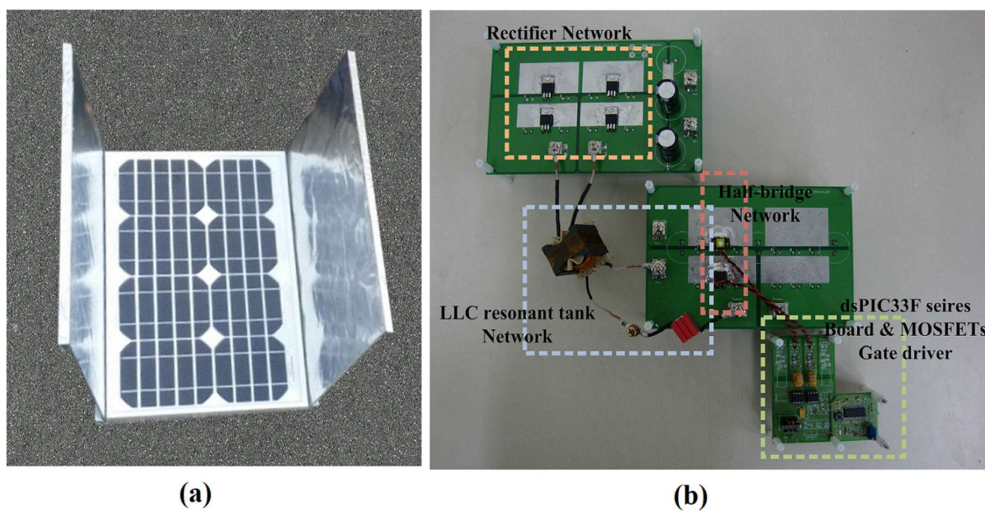 Rectifier Network
Half-bridge
Network
LLC resonant tank
Network
dsPIC33F seires
Board & MOSFETs
Gate driver
(a)
(b)